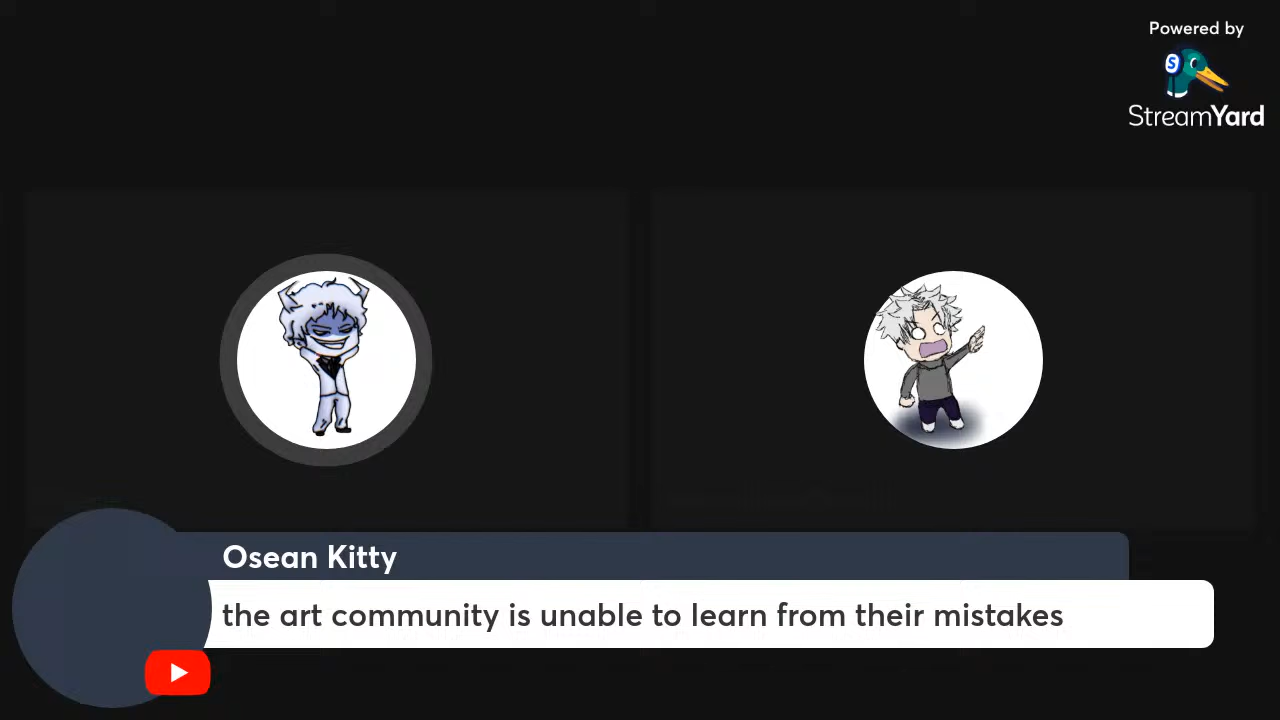 Powered by
S
StreamYard
Osean Kitty
the art community is unable to learn from their mistakes